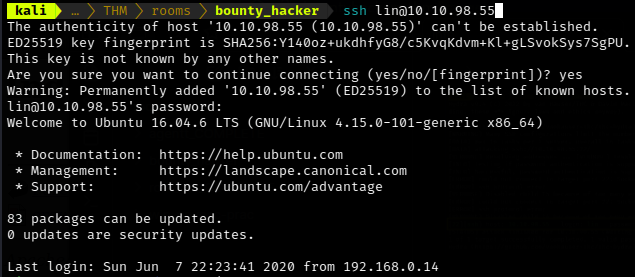 kali … THM rooms bounty_hacker ssh lin@10.10.98.55
The authenticity of host '10.10.98.55 (10.10.98.55)' can't be established.
ED25519 key fingerprint is SHA256:Y140oz+ukdhfyG8/c5KvqKdvm+Kl+gLSvokSys7SgPU.
This key is not known by any other names.
Are you sure you want to continue connecting (yes/no/[fingerprint])? yes
Warning: Permanently added '10.10.98.55' (ED25519) to the list of known hosts.
lin@10.10.98.55's password:
Welcome to Ubuntu 16.04.6 LTS (GNU/Linux 4.15.0-101-generic x86_64)
* Documentation: https://help.ubuntu.com
* Management: https://landscape.canonical.com
* Support: https://ubuntu.com/advantage
83 packages can be updated.
0 updates are security updates.
Last login: Sun Jun 7 22:23:41 2020 from 192.168.0.14